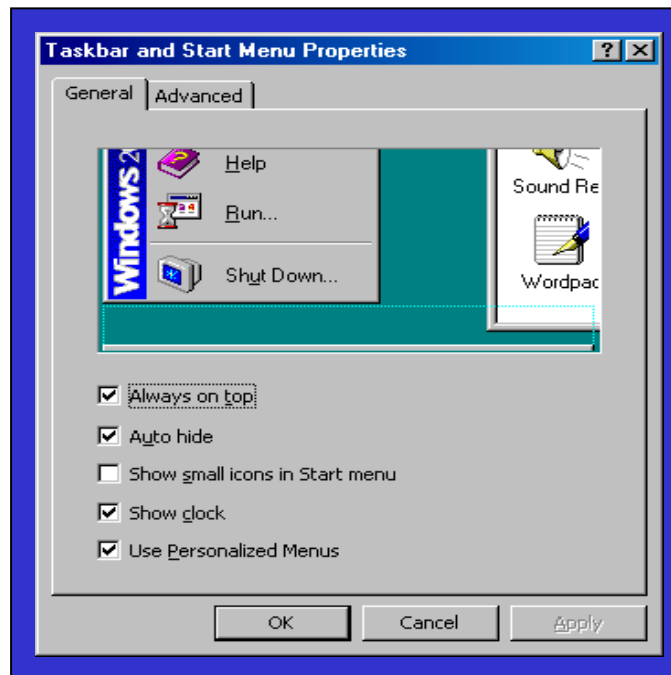 Taskbar and Start Menu Properties
General Advanced
Windows 2
Help
Run...
Shut Down...
Sound Re
Wordpac
Always on top
Auto hide
Show small icons in Start menu
Show clock
Use Personalized Menus
OK Cancel Apply